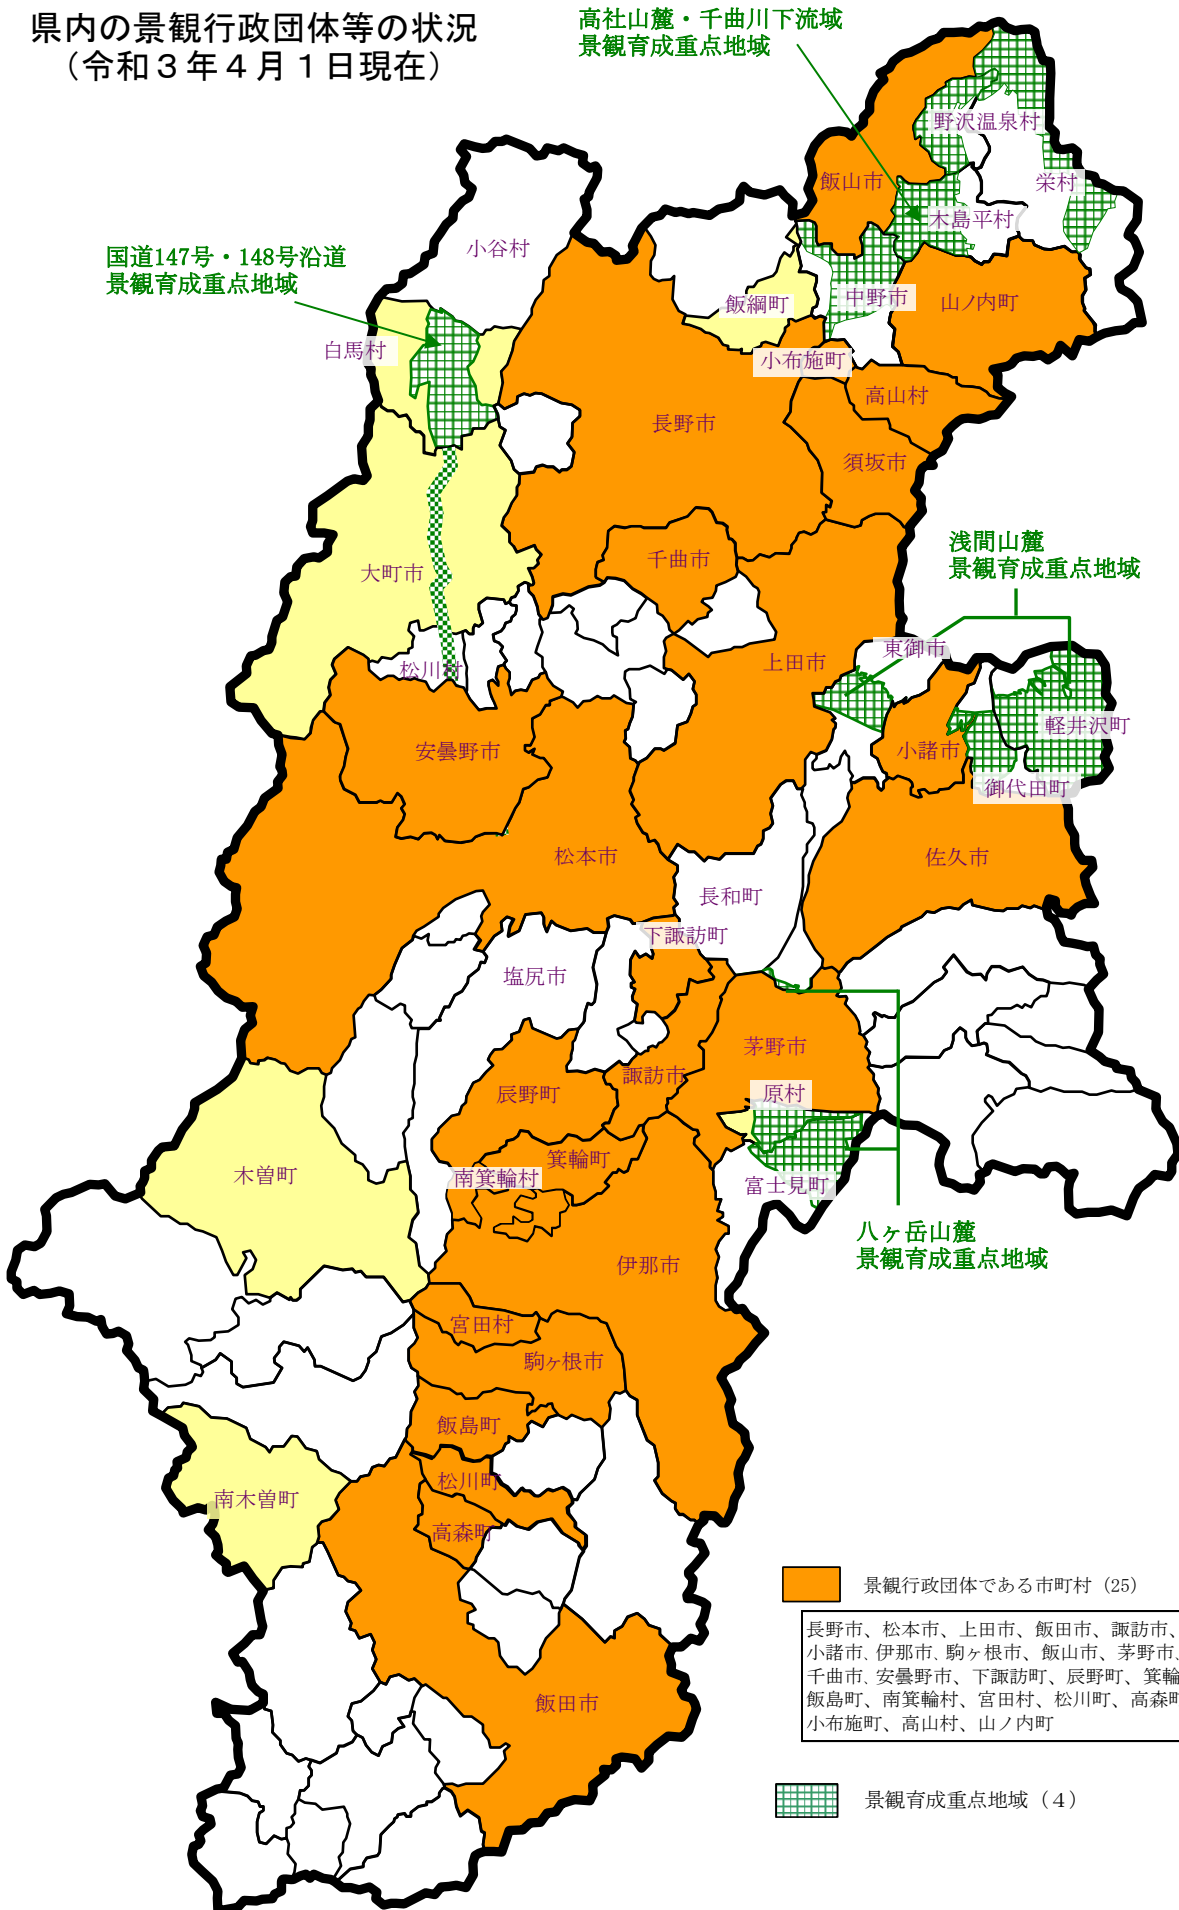 県内の景観行政団体等の状況
（令和３年４月１日現在）
高社山麓・千曲川下流域
景観育成重点地域
野沢温泉村
栄村
飯山市
木島平村
小谷村
国道147号・148号沿道
景観育成重点地域
飯綱町
中野市
山ノ内町
白馬村
小布施町
高山村
長野市
須坂市
浅間山麓
景観育成重点地域
千曲市
大町市
東御市
上田市
松川村
軽井沢町
安曇野市
小諸市
御代田町
松本市
佐久市
長和町
下諏訪町
塩尻市
茅野市
諏訪市
辰野町
原村
箕輪町
南箕輪村
木曽町
富士見町
八ヶ岳山麓
景観育成重点地域
伊那市
宮田村
駒ヶ根市
飯島町
松川町
南木曽町
高森町
景観行政団体である市町村（25）
長野市、松本市、上田市、飯田市、諏訪市、
小諸市、伊那市、駒ヶ根市、飯山市、茅野市、
千曲市、安曇野市、下諏訪町、辰野町、箕輪
飯島町、南箕輪村、宮田村、松川町、高森町
小布施町、高山村、山ノ内町
飯田市
景観育成重点地域（４）